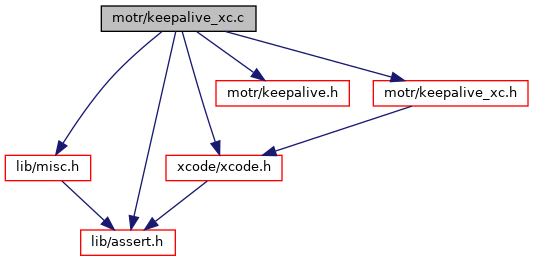 motr/keepalive_xc.c
motr/keepalive.h
motr/keepalive_xc.h
lib/misc.h
xcode/xcode.h
lib/assert.h